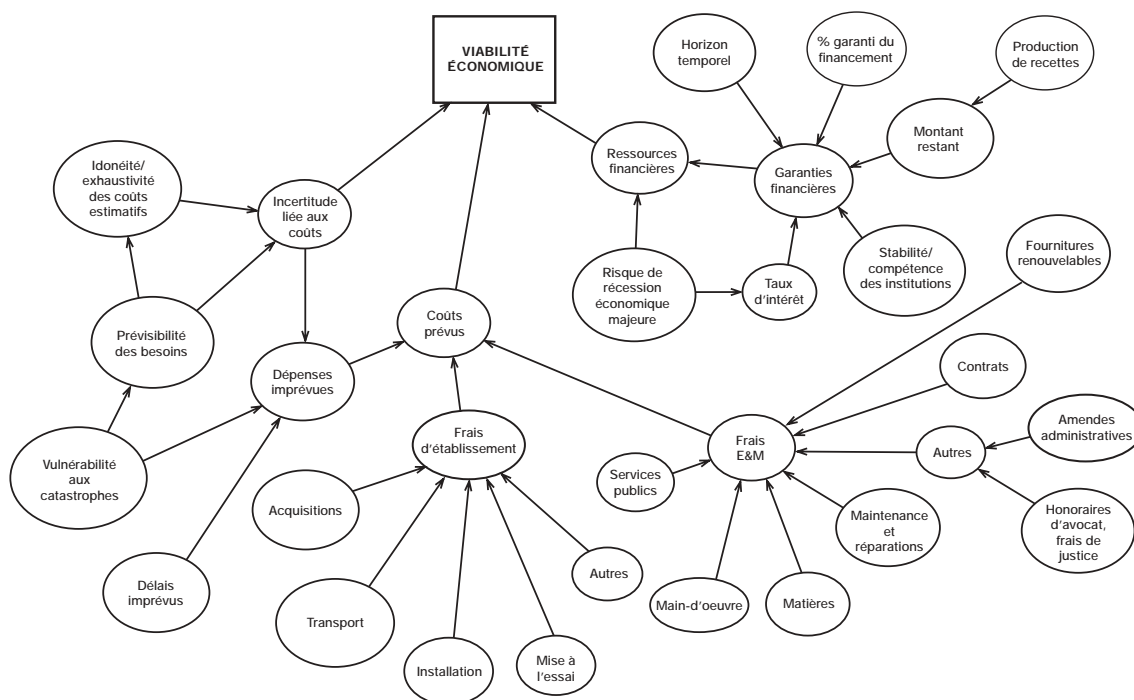 VIABILITÉ
ÉCONOMIQUE
Horizon
temporel
% garanti du
financement
Production
de recettes
Montant
restant
Ressources
financières
Garanties
financières
Idonéité/
exhaustivité
des coûts
estimatifs
Incertitude
liée aux
coûts
Stabilité/
compétence
des institutions
Fournitures
renouvelables
Risque de
récession
économique
majeure
Taux
d'intérêt
Prévisibilité
des besoins
Coûts
prévus
Dépenses
imprévues
Contrats
Frais
d'établissement
Frais
E&M
Autres
Amendes
administratives
Vulnérabilité
aux
catastrophes
Services
publics
Acquisitions
Maintenance
et
réparations
Honoraires
d'avocat,
frais de
justice
Délais
imprévus
Autres
Transport
Main-d'oeuvre
Matières
Installation
Mise à
l'essai